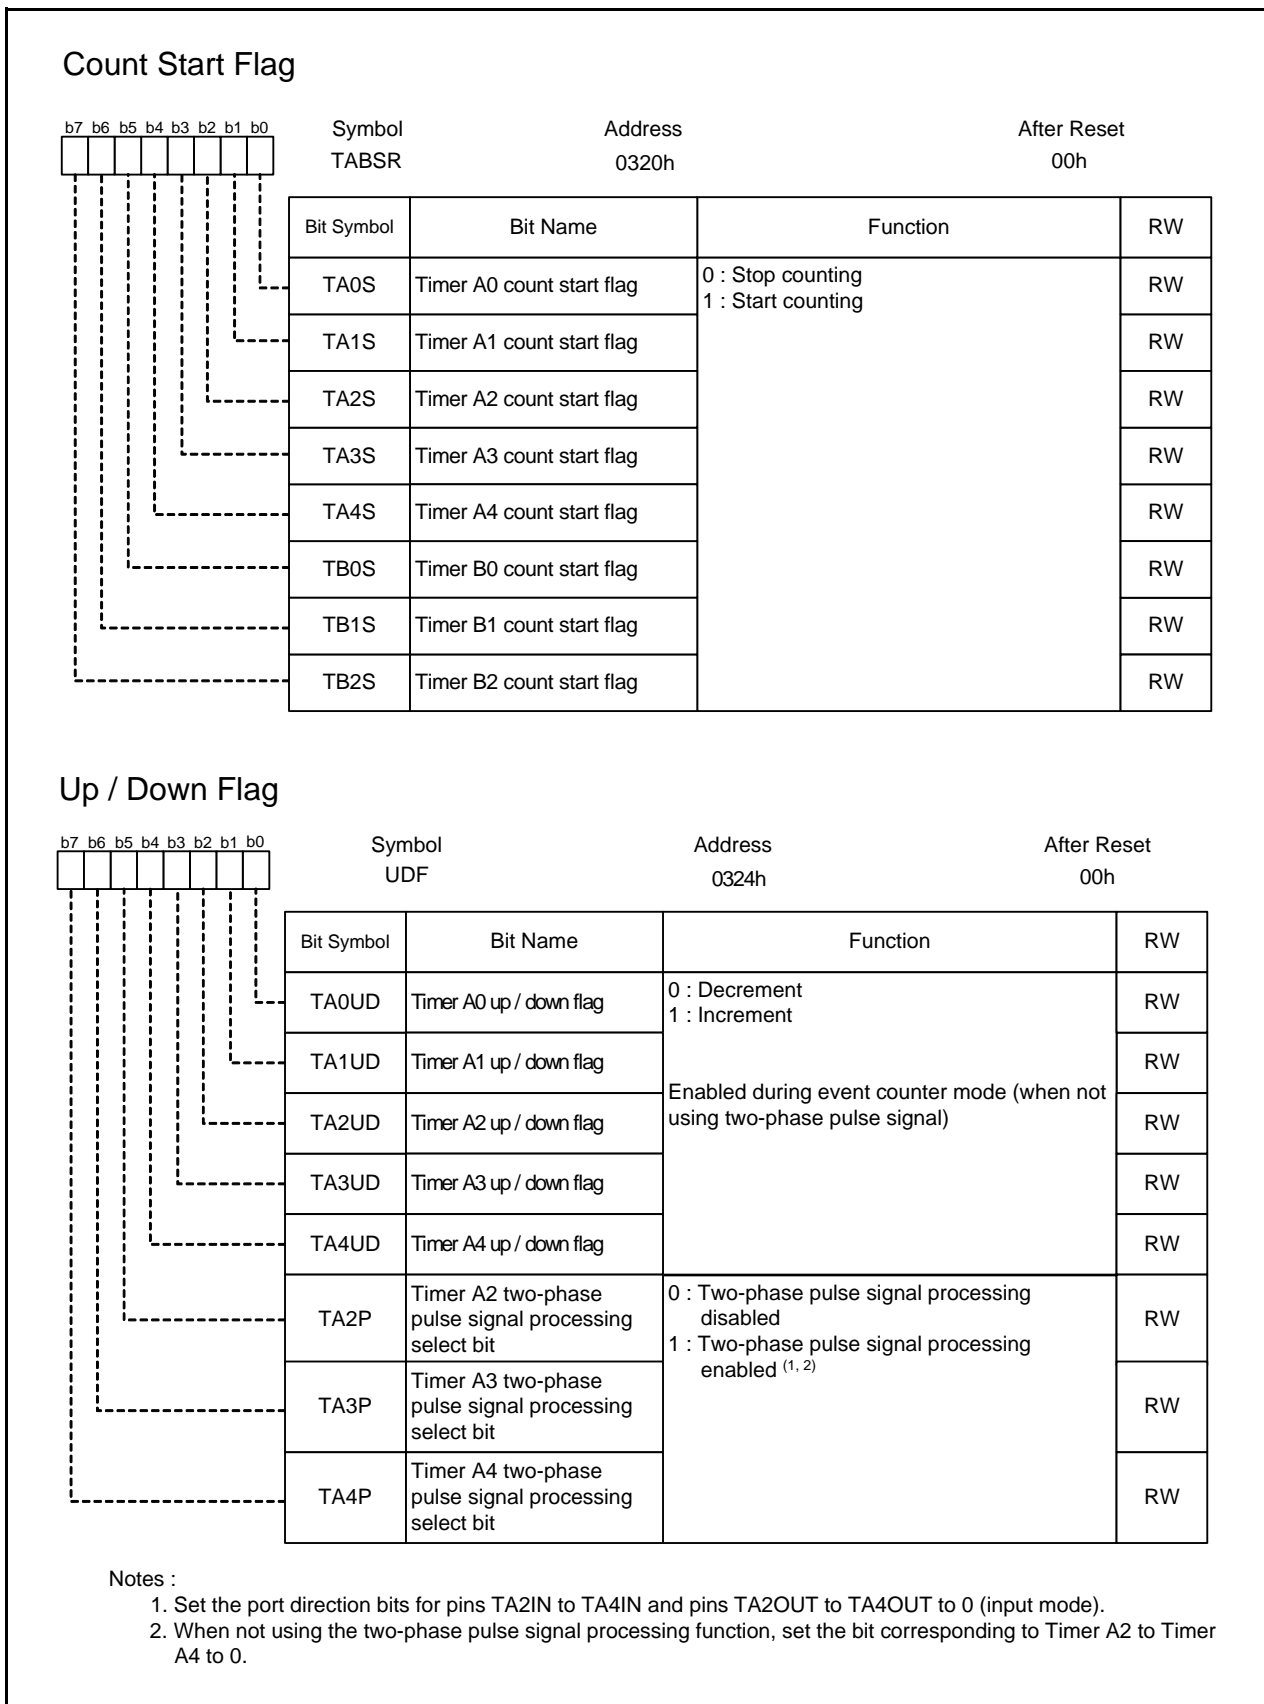 Count Start Flag
b7 b6 b5 b4 b3 b2 b1 b0
Symbol Address After Reset
TABSR 0320h 00h
Bit Symbol Bit Name Function RW
TA0S Timer A0 count start flag 0 : Stop counting RW
1 : Start counting
TA1S Timer A1 count start flag RW
TA2S Timer A2 count start flag RW
TA3S Timer A3 count start flag RW
TA4S Timer A4 count start flag RW
TB0S Timer B0 count start flag RW
TB1S Timer B1 count start flag RW
TB2S Timer B2 count start flag RW
Up / Down Flag
b7 b6 b5 b4 b3 b2 b1 b0
Symbol Address After Reset
UDF 0324h 00h
Bit Symbol Bit Name Function RW
TA0UD Timer A0 up / down flag 0 : Decrement RW
1 : Increment
TA1UD Timer A1 up / down flag RW
Enabled during event counter mode (when not
using two-phase pulse signal)
TA2UD Timer A2 up / down flag RW
TA3UD Timer A3 up / down flag RW
TA4UD Timer A4 up / down flag RW
TA2P Timer A2 two-phase
pulse signal processing
select bit
0 : Two-phase pulse signal processing
disabled
1 : Two-phase pulse signal processing
enabled (1, 2)
RW
TA3P Timer A3 two-phase
pulse signal processing
select bit
RW
TA4P Timer A4 two-phase
pulse signal processing
select bit
RW
Notes :
1. Set the port direction bits for pins TA2IN to TA4IN and pins TA2OUT to TA4OUT to 0 (input mode).
2. When not using the two-phase pulse signal processing function, set the bit corresponding to Timer A2 to Timer
A4 to 0.